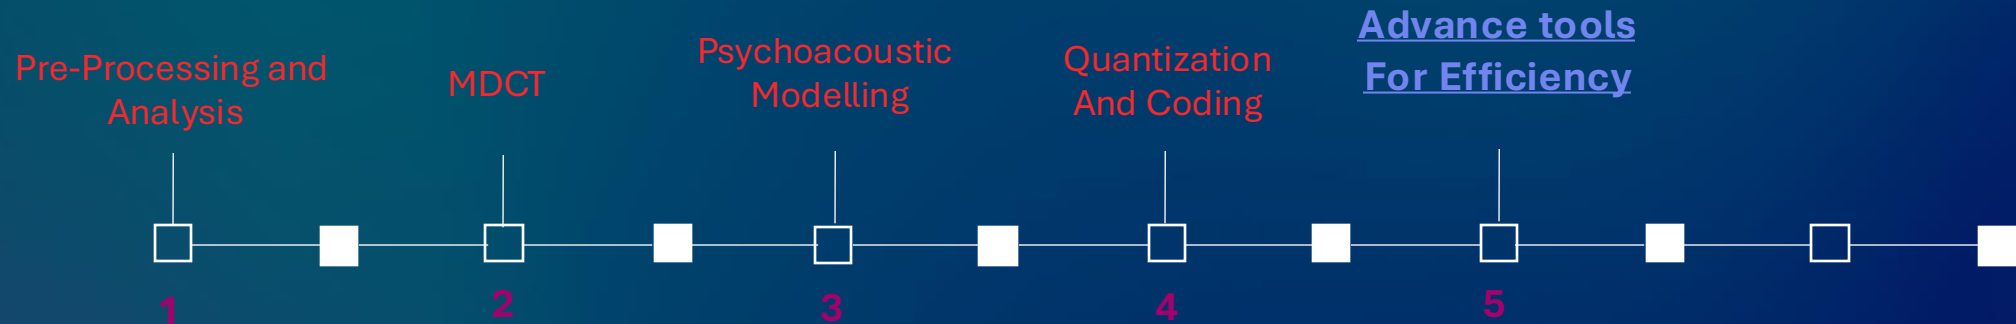 Pre-Processing and
Analysis
MDCT
Psychoacoustic
Modelling
Quantization
And Coding
Advance tools
For Efficiency
1
2
3
4
5